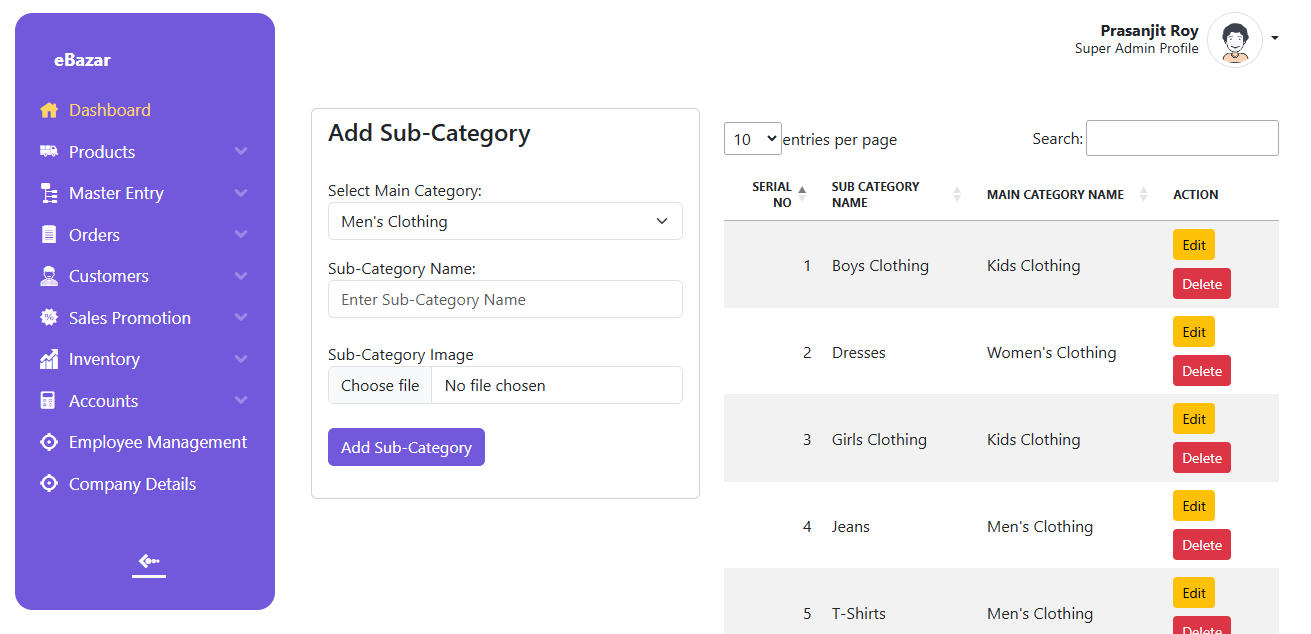 eBazar
Dashboard
Products
Master Entry
Orders
Customers
Sales Promotion
Inventory
Accounts
Employee Management
Company Details
Prasanjit Roy
Super Admin Profile
Add Sub-Category
Select Main Category:
Men's Clothing
Sub-Category Name:
Enter Sub-Category Name
Sub-Category Image
Choose file No file chosen
Add Sub-Category
10 entries per page
Search:
SERIAL NO SUB CATEGORY NAME MAIN CATEGORY NAME ACTION
1 Boys Clothing Kids Clothing Edit
Delete
2 Dresses Women's Clothing Edit
Delete
3 Girls Clothing Kids Clothing Edit
Delete
4 Jeans Men's Clothing Edit
Delete
5 T-Shirts Men's Clothing Edit
Delete